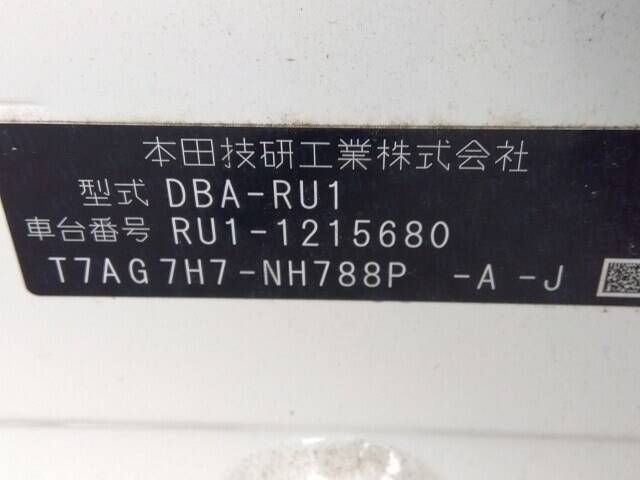 本田技研工業株式会社
型式 DBA-RU1
車台番号 RU1-1215680
T7AG7H7-NH788P -A -J